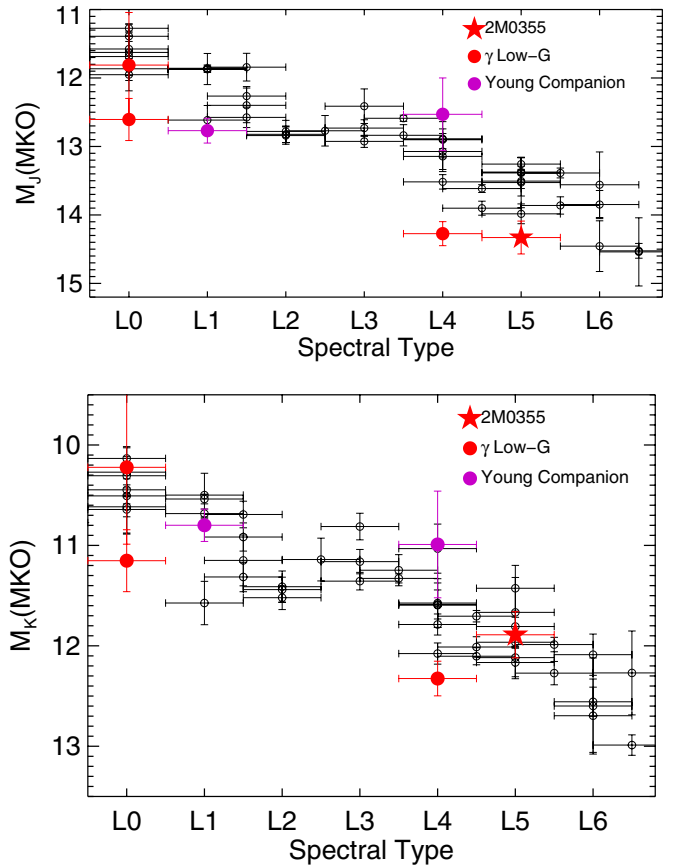 11
12
13
14
15
M_J(MKO)
2M0355
γ Low-G
Young Companion
L0 L1 L2 L3 L4 L5 L6
Spectral Type
10
11
12
13
M_K(MKO)
2M0355
γ Low-G
Young Companion
L0 L1 L2 L3 L4 L5 L6
Spectral Type